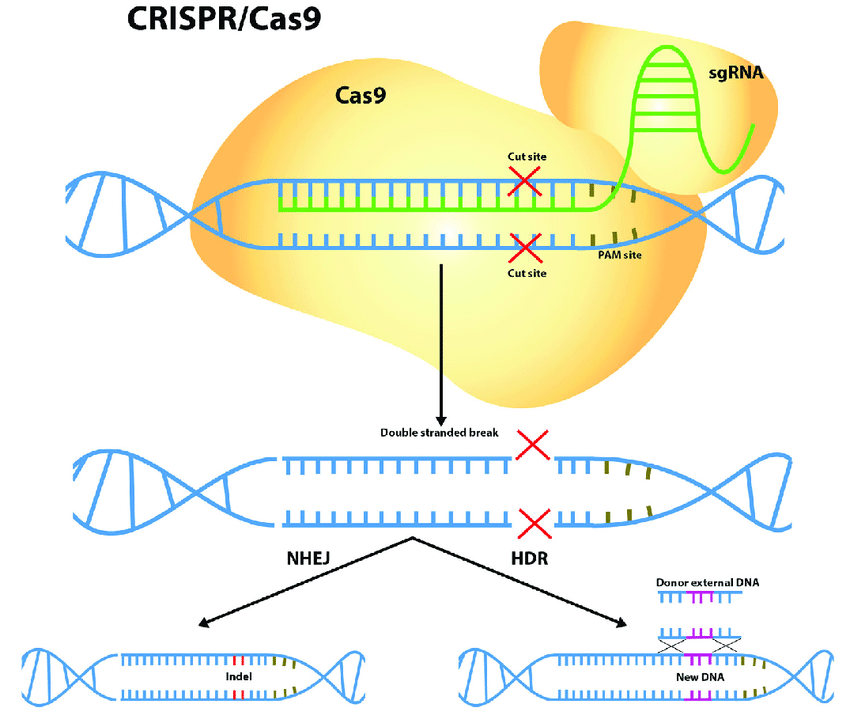 CRISPR/Cas9
sgRNA
Cas9
Cut site
PAM site
Cut site
Double stranded break
NHEJ
HDR
Donor external DNA
Indel
New DNA